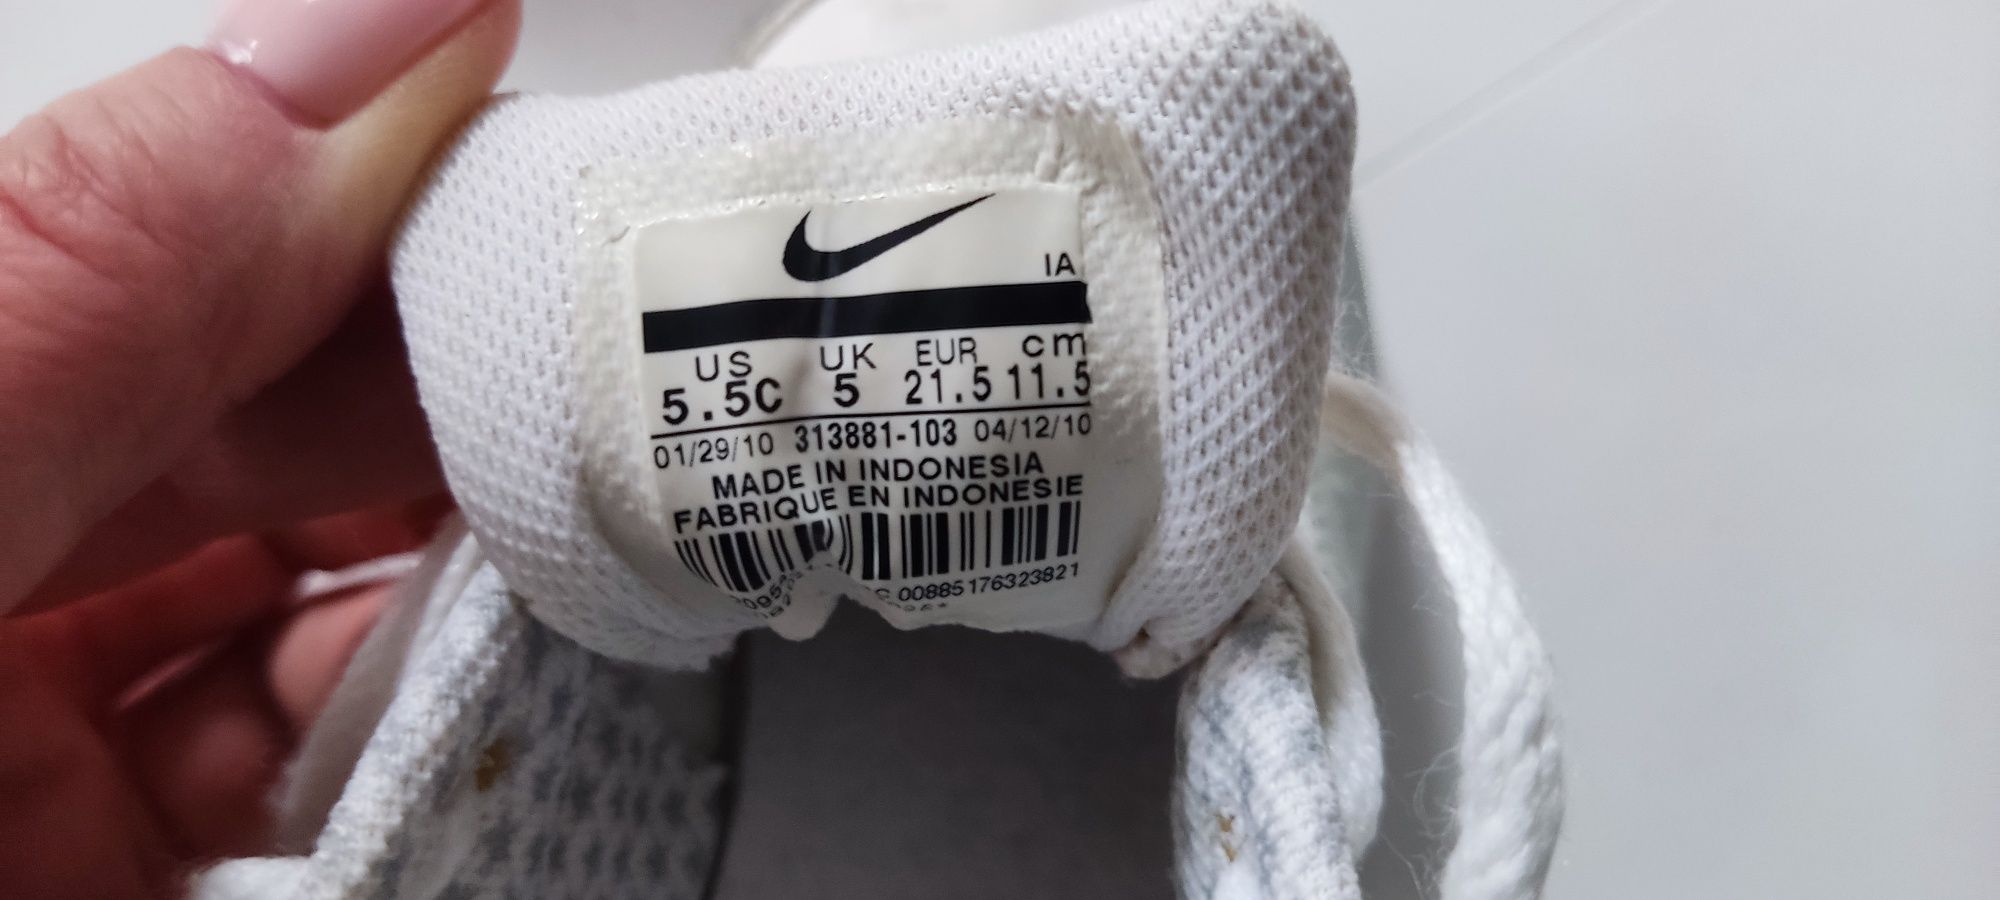 IA
US UK EUR cm
5.5C 5 21.5 11.5
01/29/10 313881-103 04/12/10
MADE IN INDONESIA
FABRIQUE EN INDONESIE
00885176323821